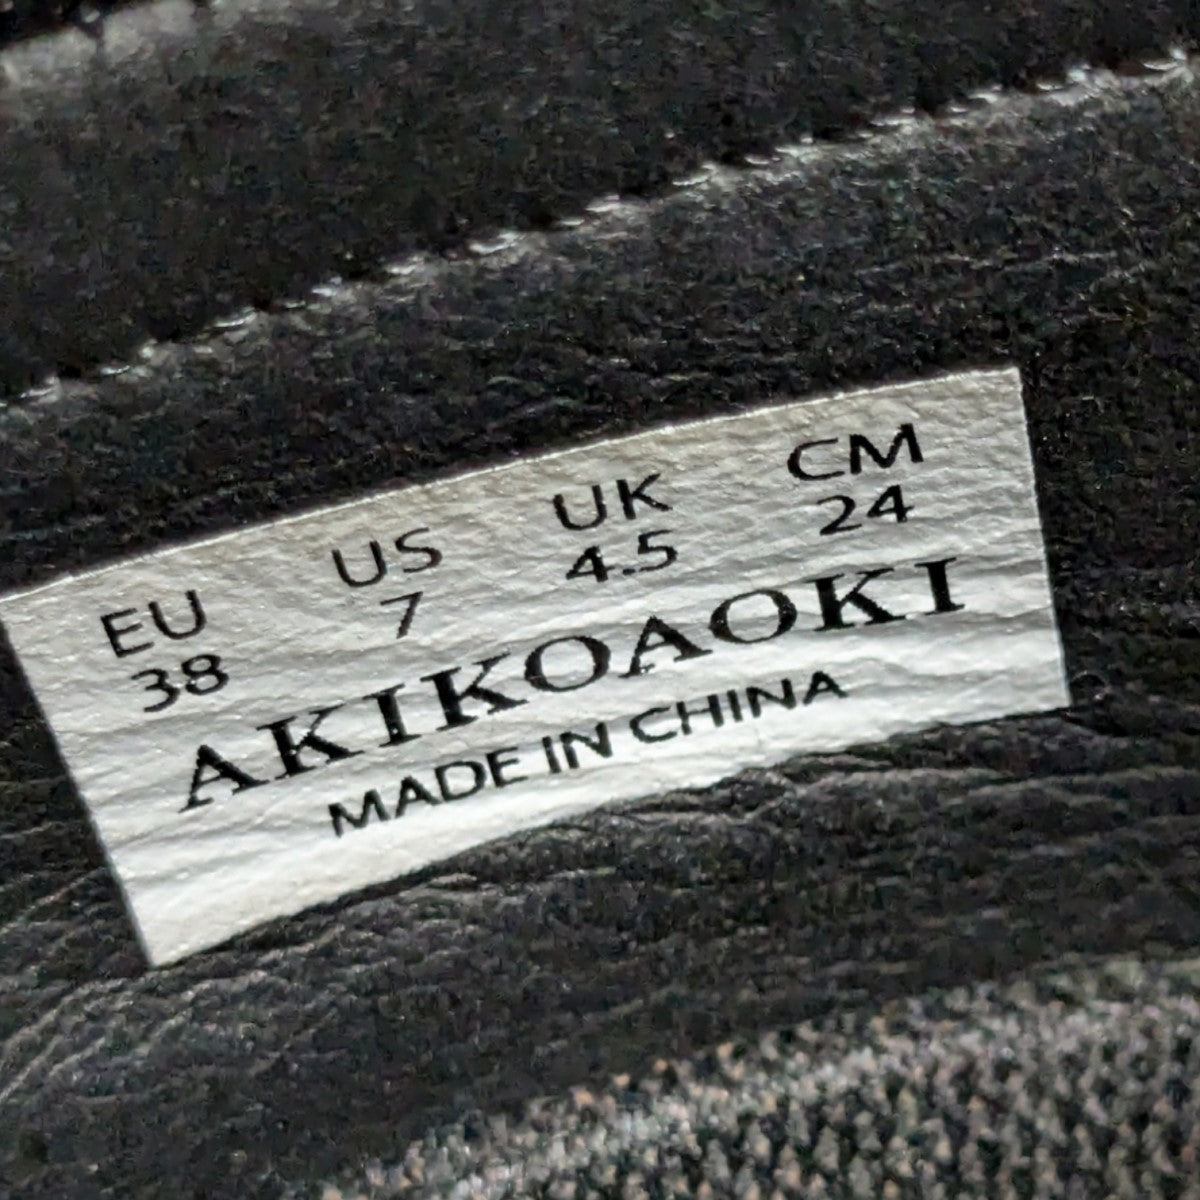 EU US UK CM
38 7 4.5 24
AKIKOAOKI
MADE IN CHINA